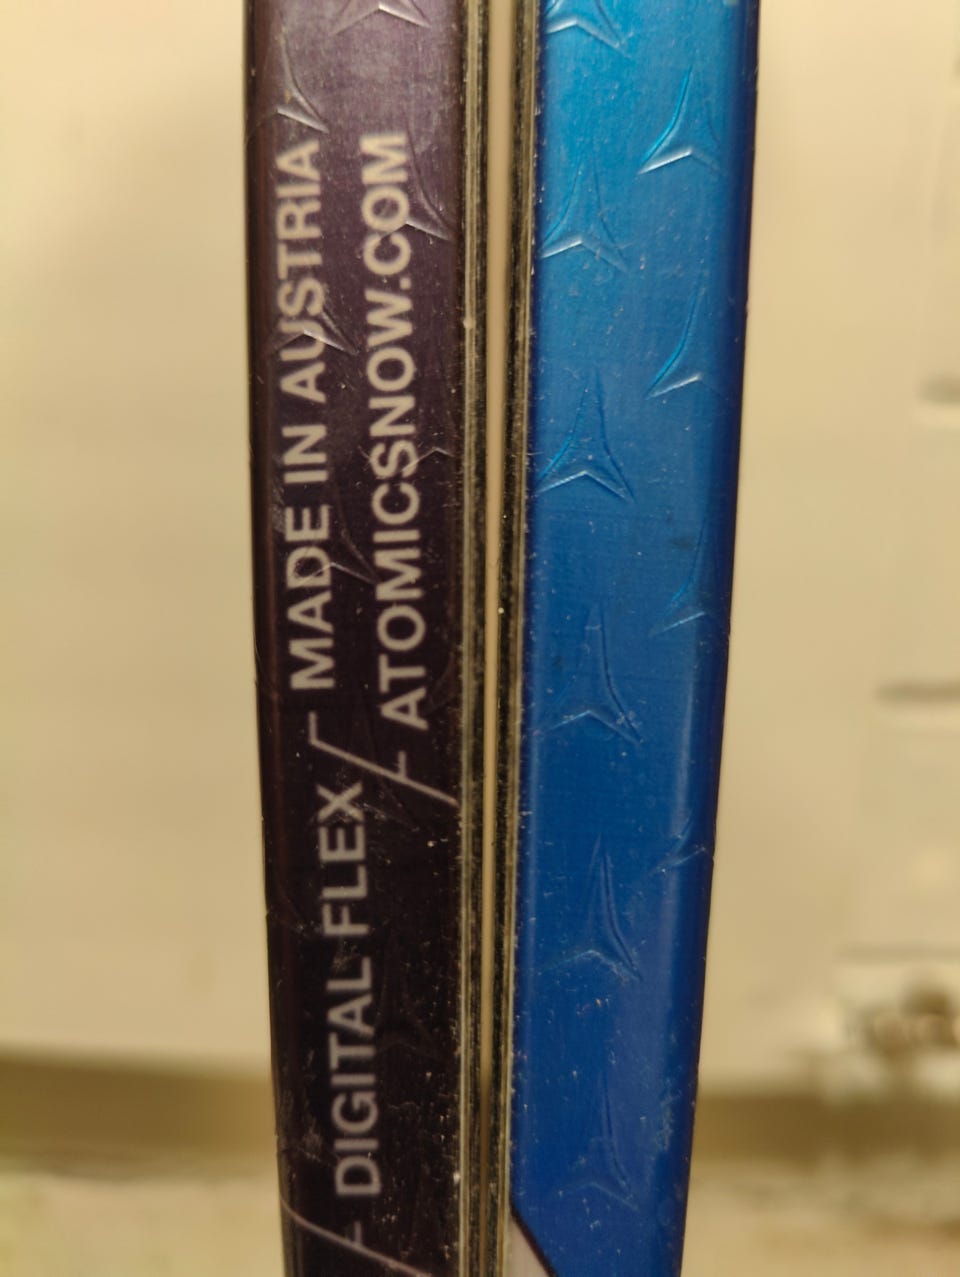 DIGITAL FLEX
MADE IN AUSTRIA
ATOMICSNOW.COM